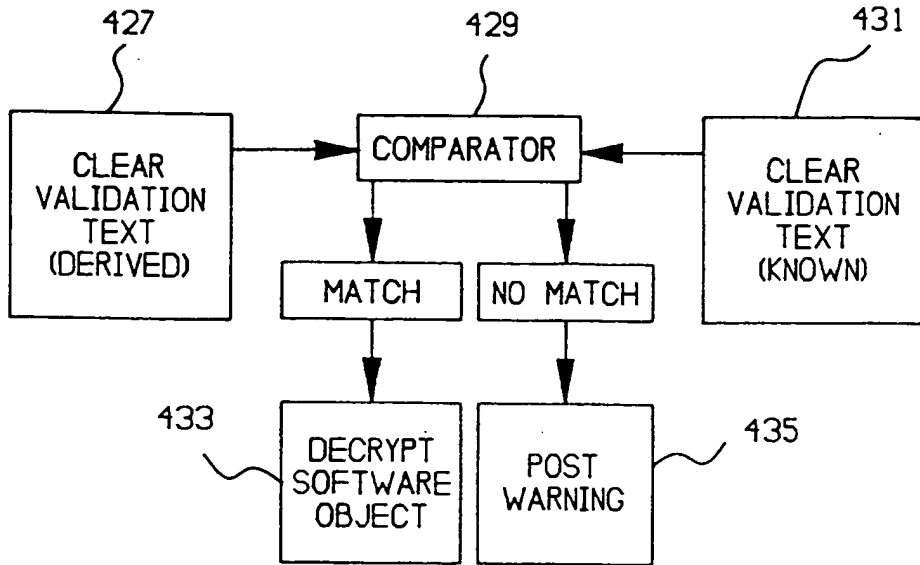 427
429
431
CLEAR
VALIDATION
TEXT
(DERIVED)
COMPARATOR
CLEAR
VALIDATION
TEXT
(KNOWN)
MATCH
NO MATCH
433
DECRYPT
SOFTWARE
OBJECT
POST
WARNING
435